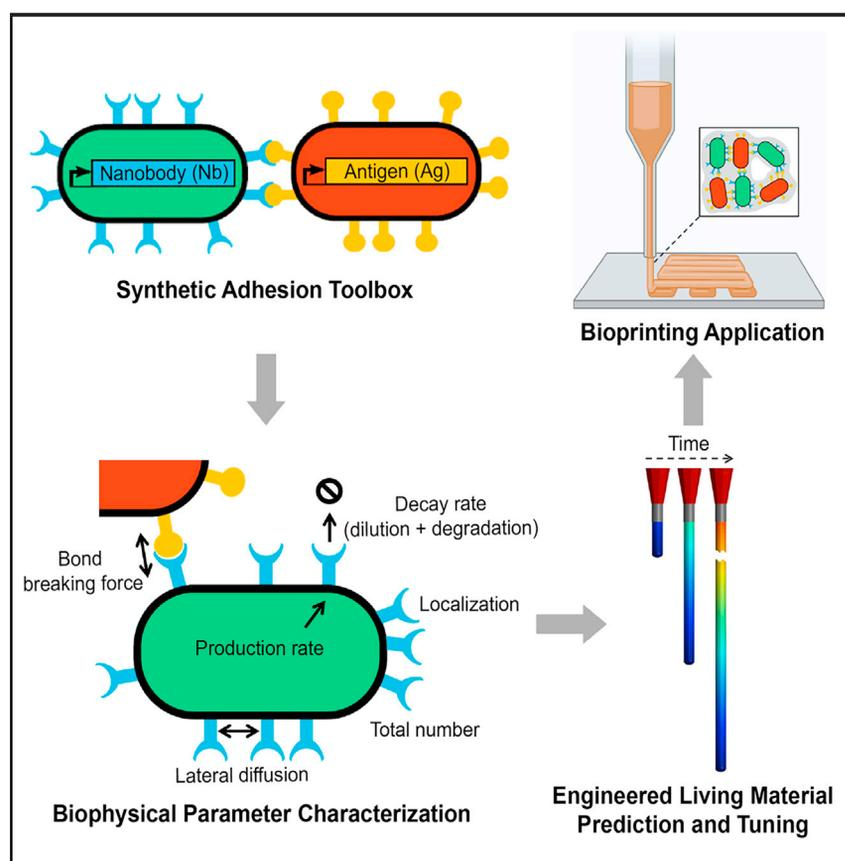 Nanobody (Nb)
Antigen (Ag)
Synthetic Adhesion Toolbox
Bioprinting Application
Bond
breaking force
Decay rate
(dilution + degradation)
Localization
Production rate
Total number
Lateral diffusion
Biophysical Parameter Characterization
Time
Engineered Living Material
Prediction and Tuning